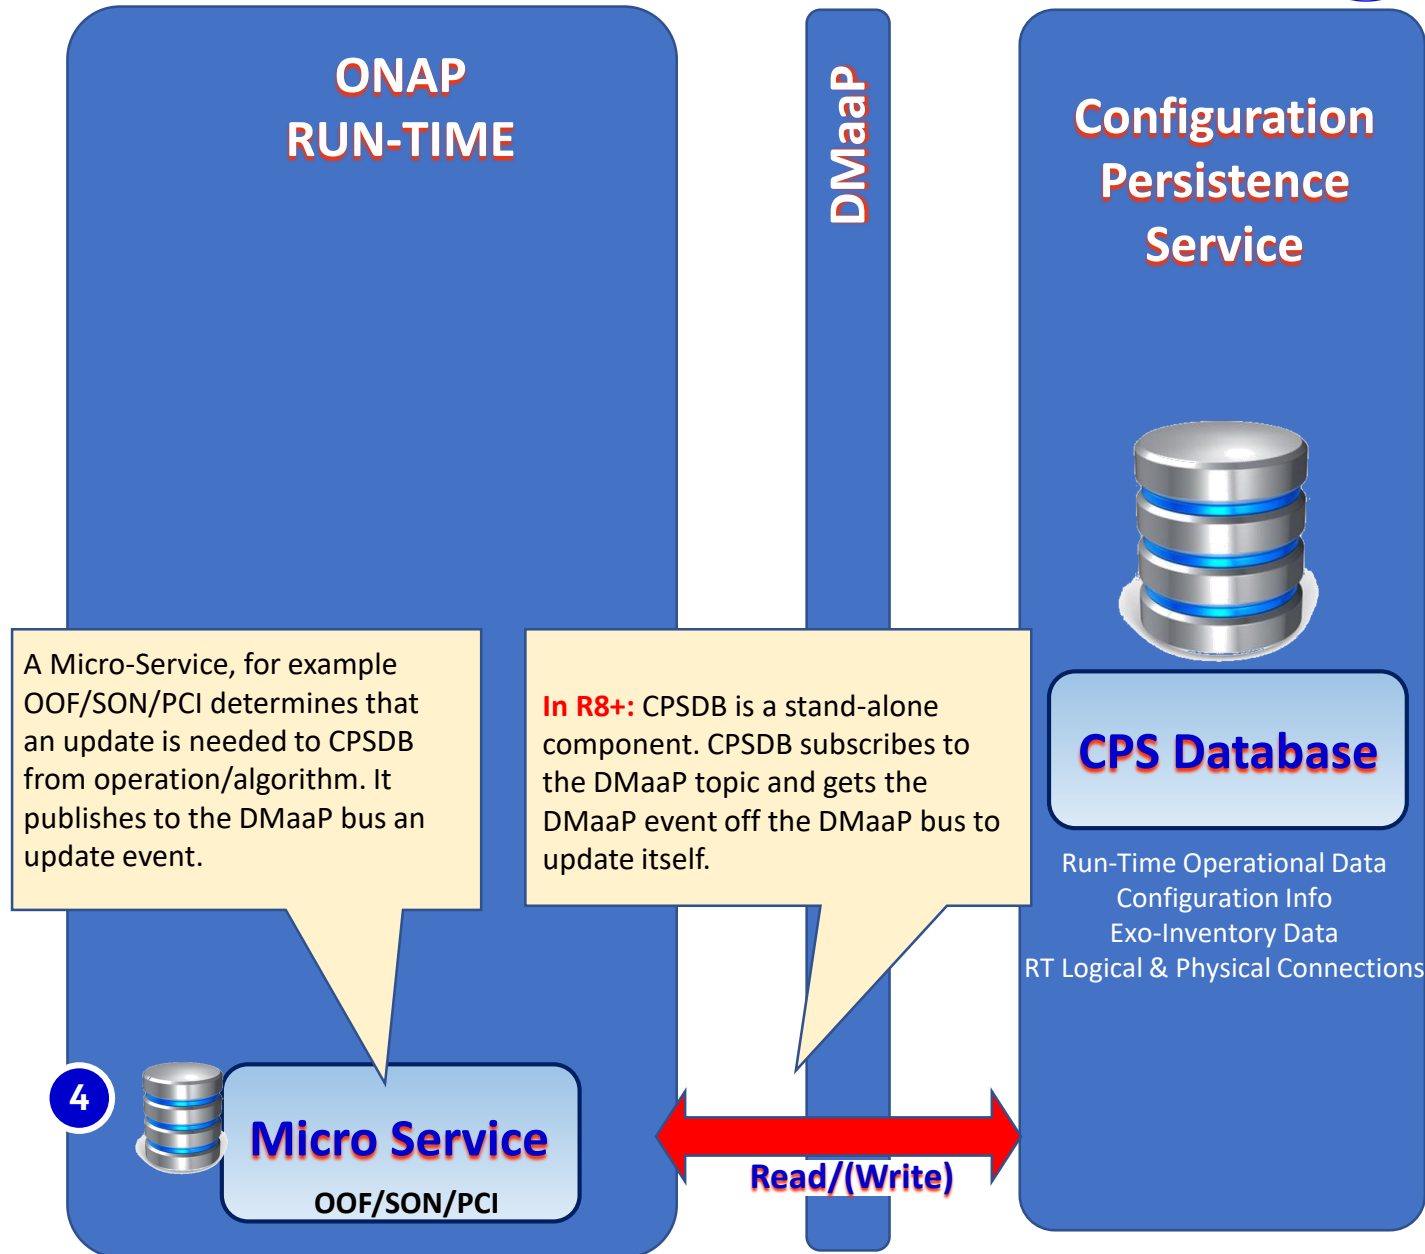 ONAP
RUN-TIME
DMaaP
Configuration
Persistence
Service
A Micro-Service, for example
OOF/SON/PCI determines that
an update is needed to CPSDB
from operation/algorithm. It
publishes to the DMaaP bus an
update event.
In R8+: CPSDB is a stand-alone
component. CPSDB subscribes to
the DMaaP topic and gets the
DMaaP event off the DMaaP bus to
update itself.
CPS Database
Run-Time Operational Data
Configuration Info
Exo-Inventory Data
RT Logical & Physical Connections
4
Micro Service
OOF/SON/PCI
Read/(Write)